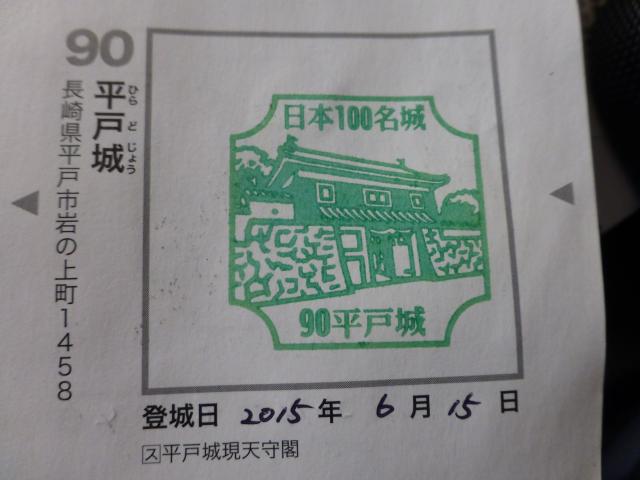 90
平戸城
ひらどじょう
長崎県平戸市岩の上町1458
日本100名城
90平戸城
登城日 2015年 6月 15日
ス平戸城現天守閣